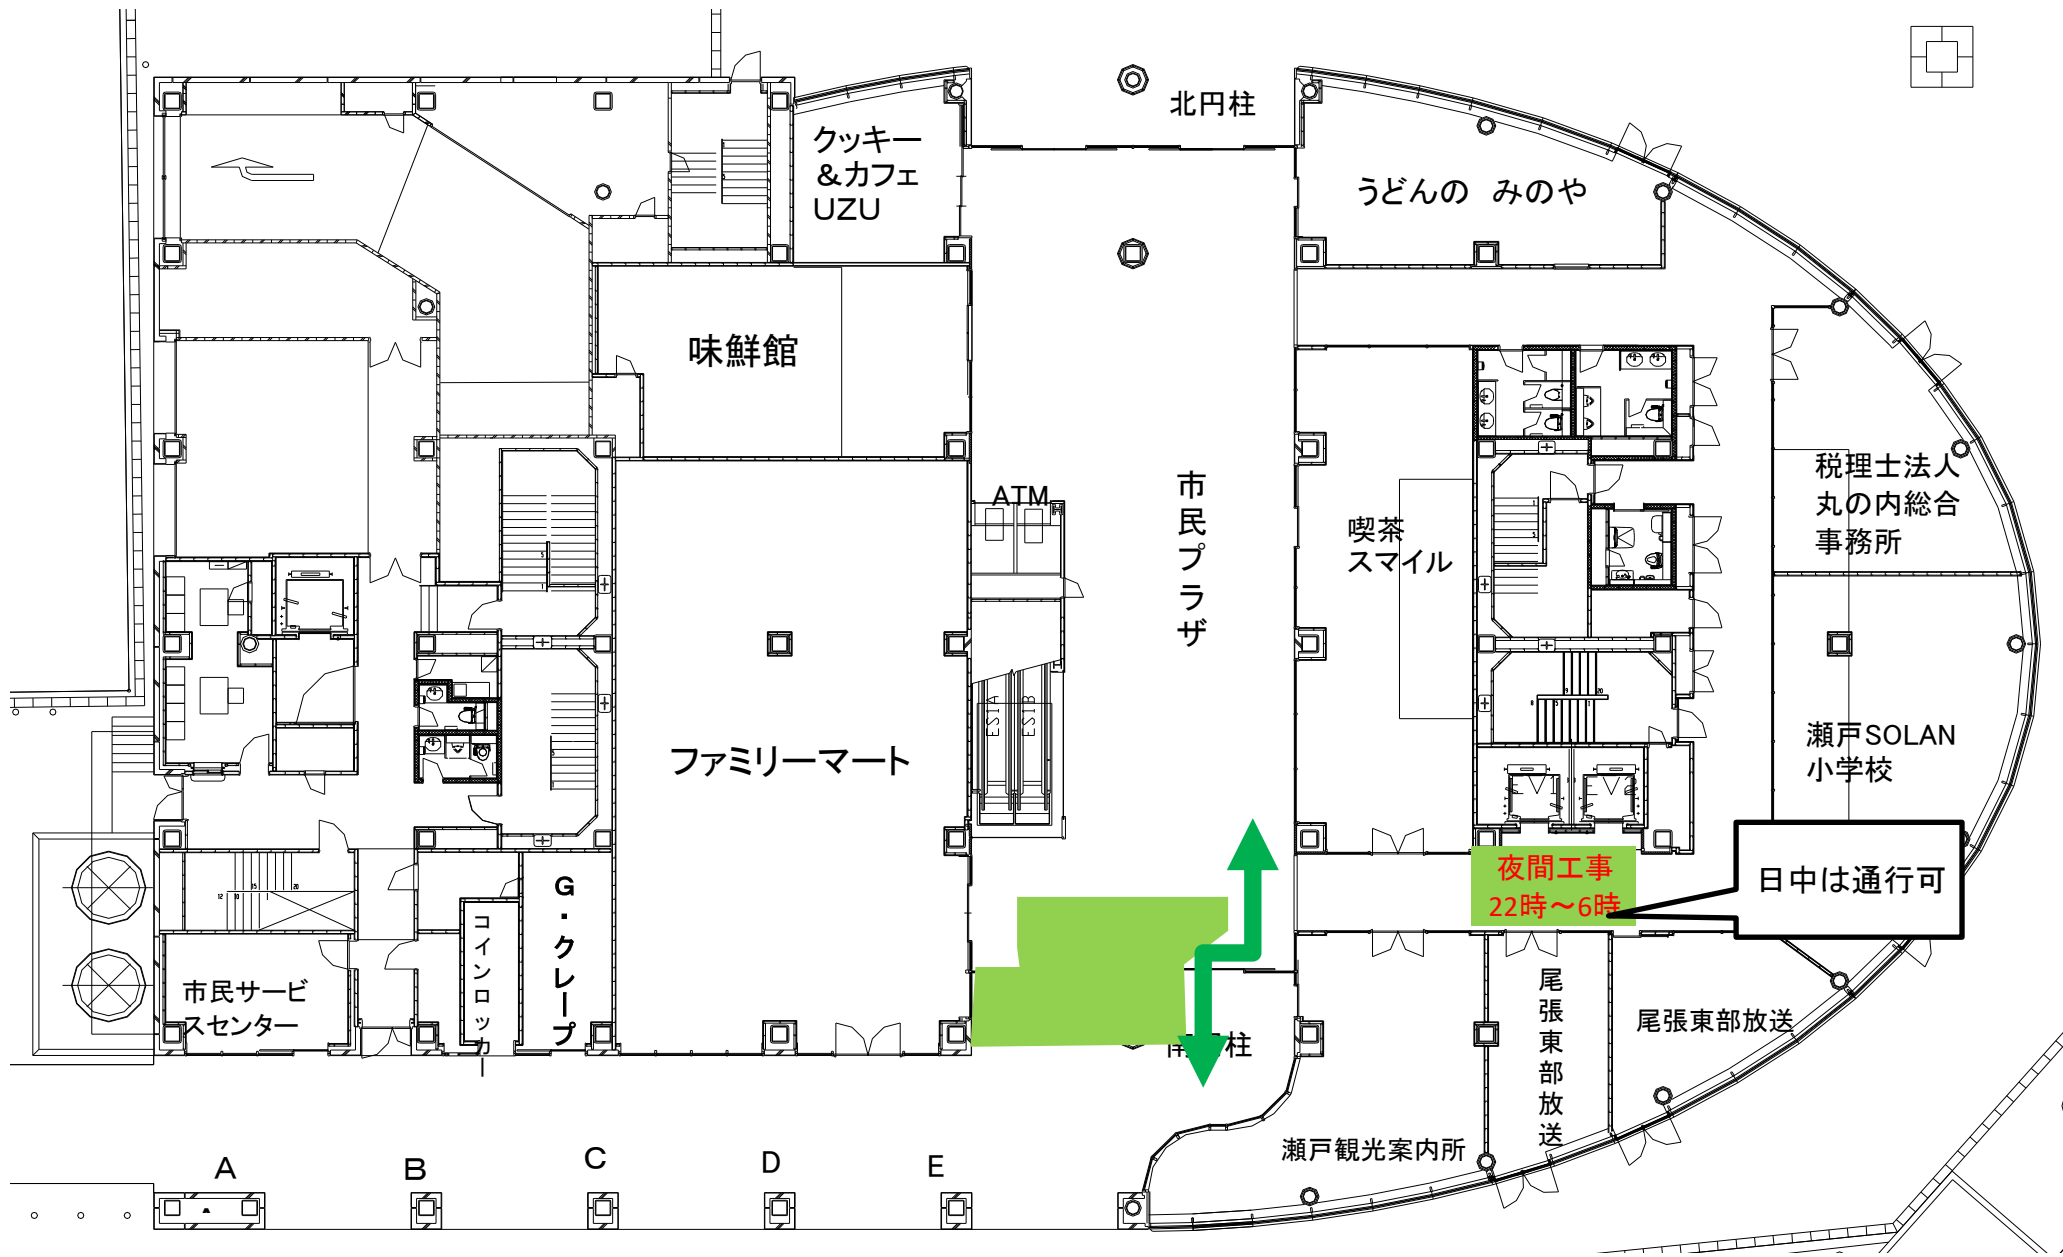 北円柱
クッキー
＆カフェ
UZU
うどんの　みのや
味鮮館
ATM
市民プラザ
喫茶
スマイル
税理士法人
丸の内総合
事務所
ES1A
ES1B
ファミリーマート
瀬戸SOLAN
小学校
夜間工事
22時～6時
日中は通行可
G・クレープ
コインロッカー
市民サービ
スセンター
柱
尾張東部放送
尾張東部放送
瀬戸観光案内所
A
B
C
D
E